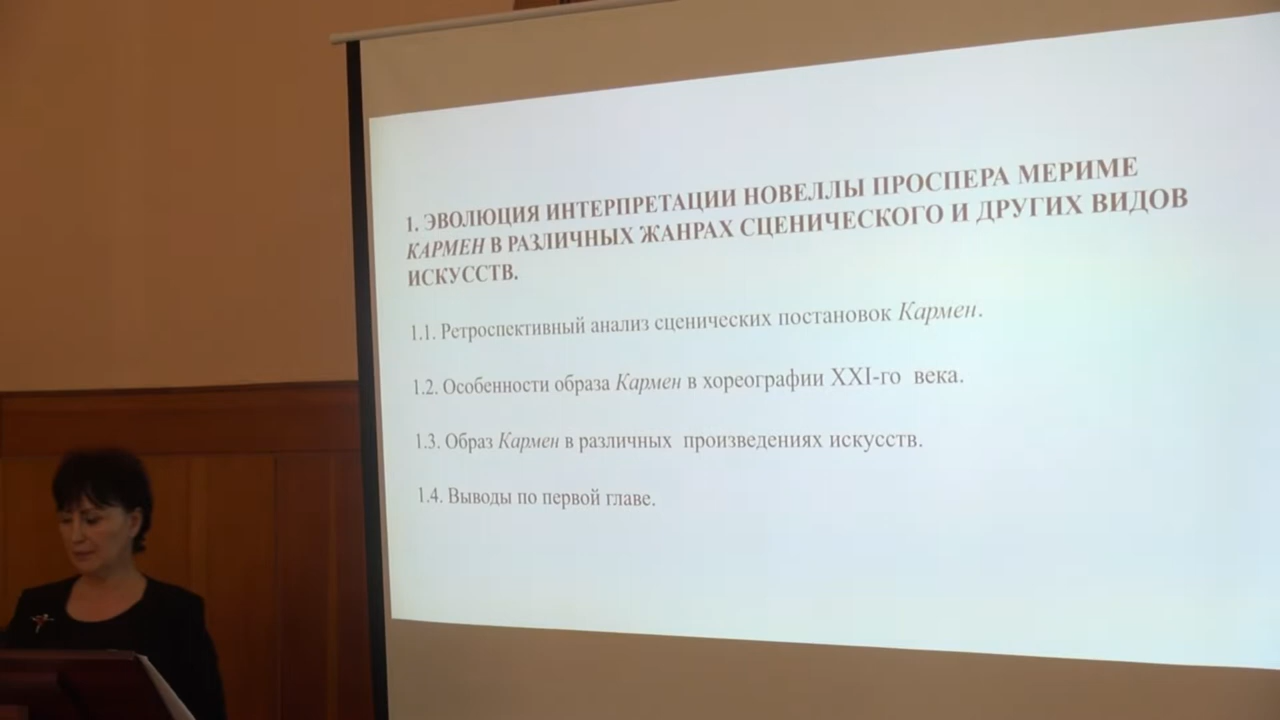 1. ЭВОЛЮЦИЯ ИНТЕРПРЕТАЦИИ НОВЕЛЛЫ ПРОСПЕРА МЕРИМЕ
КАРМЕН В РАЗЛИЧНЫХ ЖАНРАХ СЦЕНИЧЕСКОГО И ДРУГИХ ВИДОВ
ИСКУССТВ.
1.1. Ретроспективный анализ сценических постановок Кармен.
1.2. Особенности образа Кармен в хореографии XXI-го века.
1.3. Образ Кармен в различных произведениях искусств.
1.4. Выводы по первой главе.